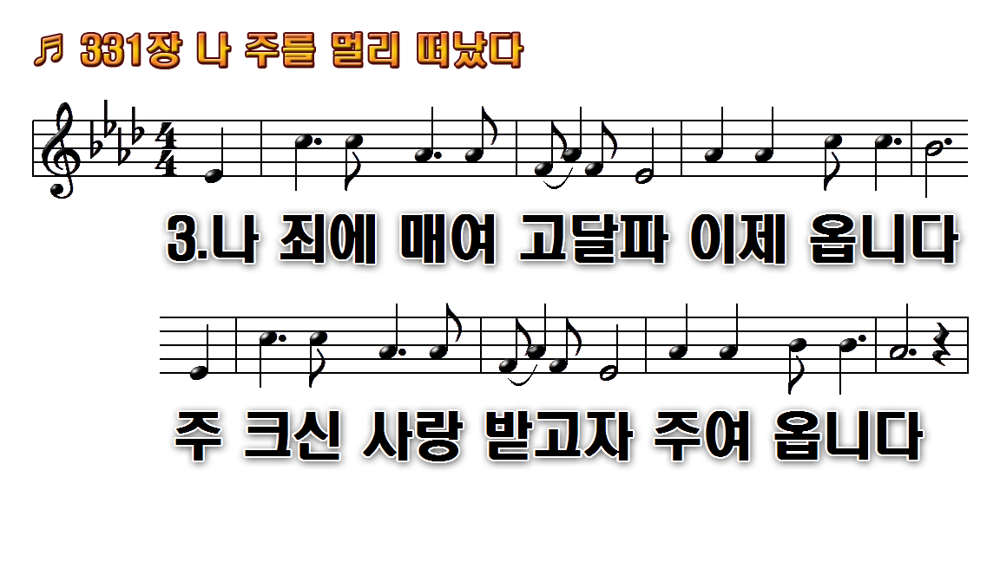 ♬ 331장 나 주를 멀리 떠났다
4
4
3.나 죄에 매여 고달파 이제 옵니다
주 크신 사랑 받고자 주여 옵니다